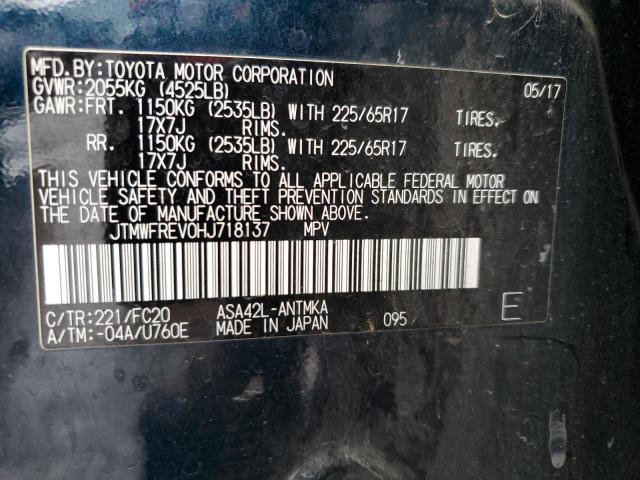 MFD.BY:TOYOTA MOTOR CORPORATION 05/17
GVWR:2055KG (4525LB)
GAWR:FRT. 1150KG (2535LB) WITH 225/65R17 TIRES.
17X7J RIMS.
RR. 1150KG (2535LB) WITH 225/65R17 TIRES.
17X7J RIMS.
THIS VEHICLE CONFORMS TO ALL APPLICABLE FEDERAL MOTOR
VEHICLE SAFETY AND THEFT PREVENTION STANDARDS IN EFFECT
ON THE DATE OF MANUFACTURE SHOWN ABOVE.
JTMWFREV0HJ718137 MPV
C/TR:221/FC20 ASA42L-ANTMKA
A/TM:-04A/U760E MADE IN JAPAN 095 E